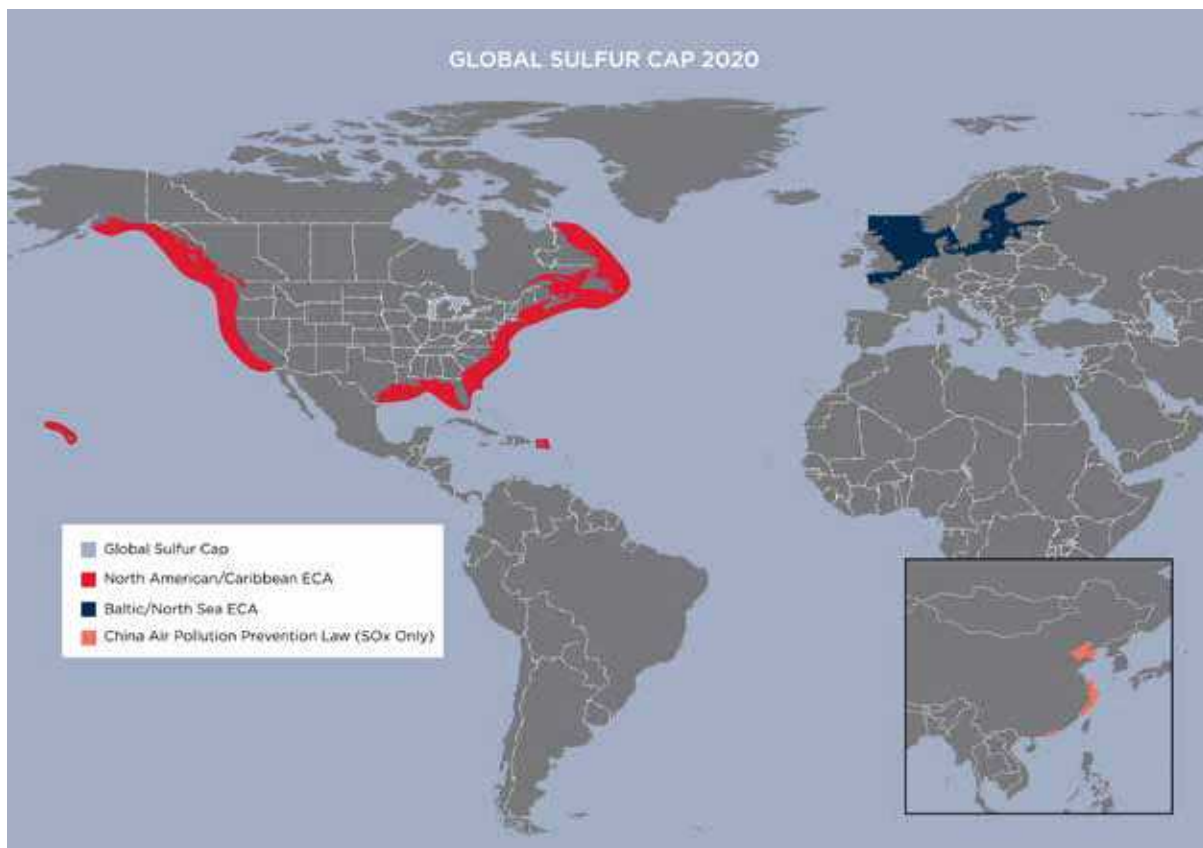 GLOBAL SULFUR CAP 2020
Global Sulfur Cap
North American/Caribbean ECA
Baltic/North Sea ECA
China Air Pollution Prevention Law (SOx Only)